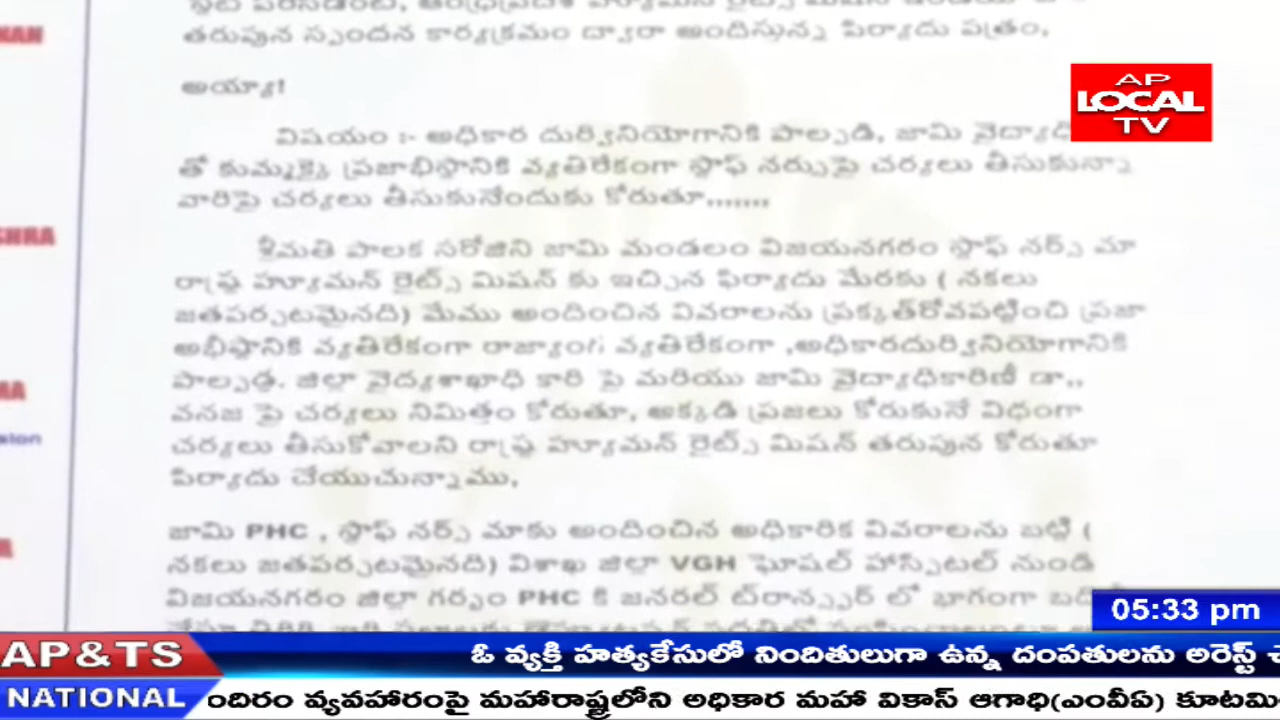 తరుపున స్పందన కార్యక్రమం ద్వారా అందిస్తున్న పిర్యాదు పత్రం,
అయ్యా!
AP
LOCAL
TV
విషయం :- అధికార దుర్వినియోగానికి పాల్పడి, జామి
తో కుమ్మక్కై ప్రజాభీష్టానికి వ్యతిరేకంగా స్టాఫ్ నర్సుపై చర్యలు తీసుకున్నా
వారిపై చర్యలు తీసుకునేందుకు కోరుతూ.......
శ్రీమతి పాలక సరోజిని జామి మండలం విజయనగరం స్టాఫ్ నర్స్ మా
రాష్ట్ర హ్యూమన్ రైట్స్ మిషన్ కు ఇచ్చిన ఫిర్యాదు మేరకు ( నకలు
జతపర్చటమైనది) మేము అందించిన వివరాలను ప్రక్కత్రోవపట్టించి ప్రజా
అభీష్టానికి వ్యతిరేకంగా రాజ్యాంగ వ్యతిరేకంగా ,అధికారదుర్వినియోగానికి
పాల్పడ్డ. జిల్లా వైద్యశాఖాధి కారి పై మరియు జామి వైద్యాధికారిణీ డా,,
వనజ పై చర్యలు నిమిత్తం కోరుతూ, అక్కడి ప్రజలు కోరుకునే విధంగా
చర్యలు తీసుకోవాలని రాష్ట్ర హ్యూమన్ రైట్స్ మిషన్ తరుపున కోరుతూ
పిర్యాదు చేయుచున్నాము,
జామి PHC , స్టాఫ్ నర్స్ మాకు అందించిన అధికారిక వివరాలను బట్టి (
నకలు జతపర్చటమైనది) విశాఖ జిల్లా VGH ఘోషల్ హాస్పిటల్ నుండి
విజయనగరం జిల్లా గర్భం PHC కి జనరల్ ట్రాన్స్ఫర్ లో భాగంగా
05:33 pm
AP&TS
ఓ వ్యక్తి హత్యకేసులో నిందితులుగా ఉన్న దంపతులను అరెస్ట్
NATIONAL
ందిరం వ్యవహారంపై మహారాష్ట్రలోని అధికార మహా వికాస్ ఆగాధి(ఎంవీఏ) కూటమి